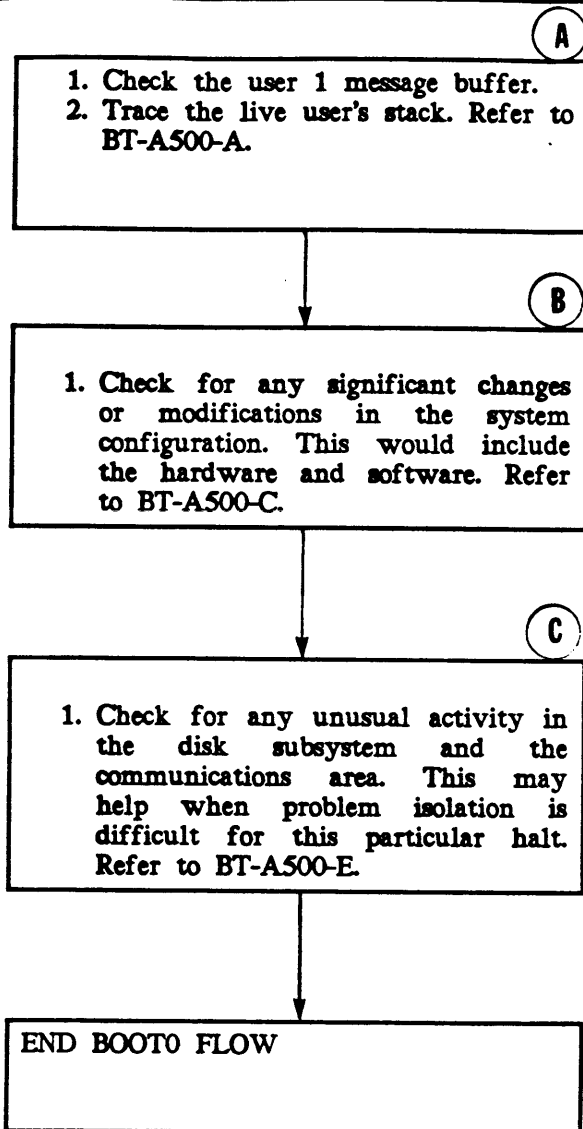 A
1. Check the user 1 message buffer.
2. Trace the live user's stack. Refer to
BT-A500-A.
B
1. Check for any significant changes
or modifications in the system
configuration. This would include
the hardware and software. Refer
to BT-A500-C.
C
1. Check for any unusual activity in
the disk subsystem and the
communications area. This may
help when problem isolation is
difficult for this particular halt.
Refer to BT-A500-E.
END BOOT0 FLOW